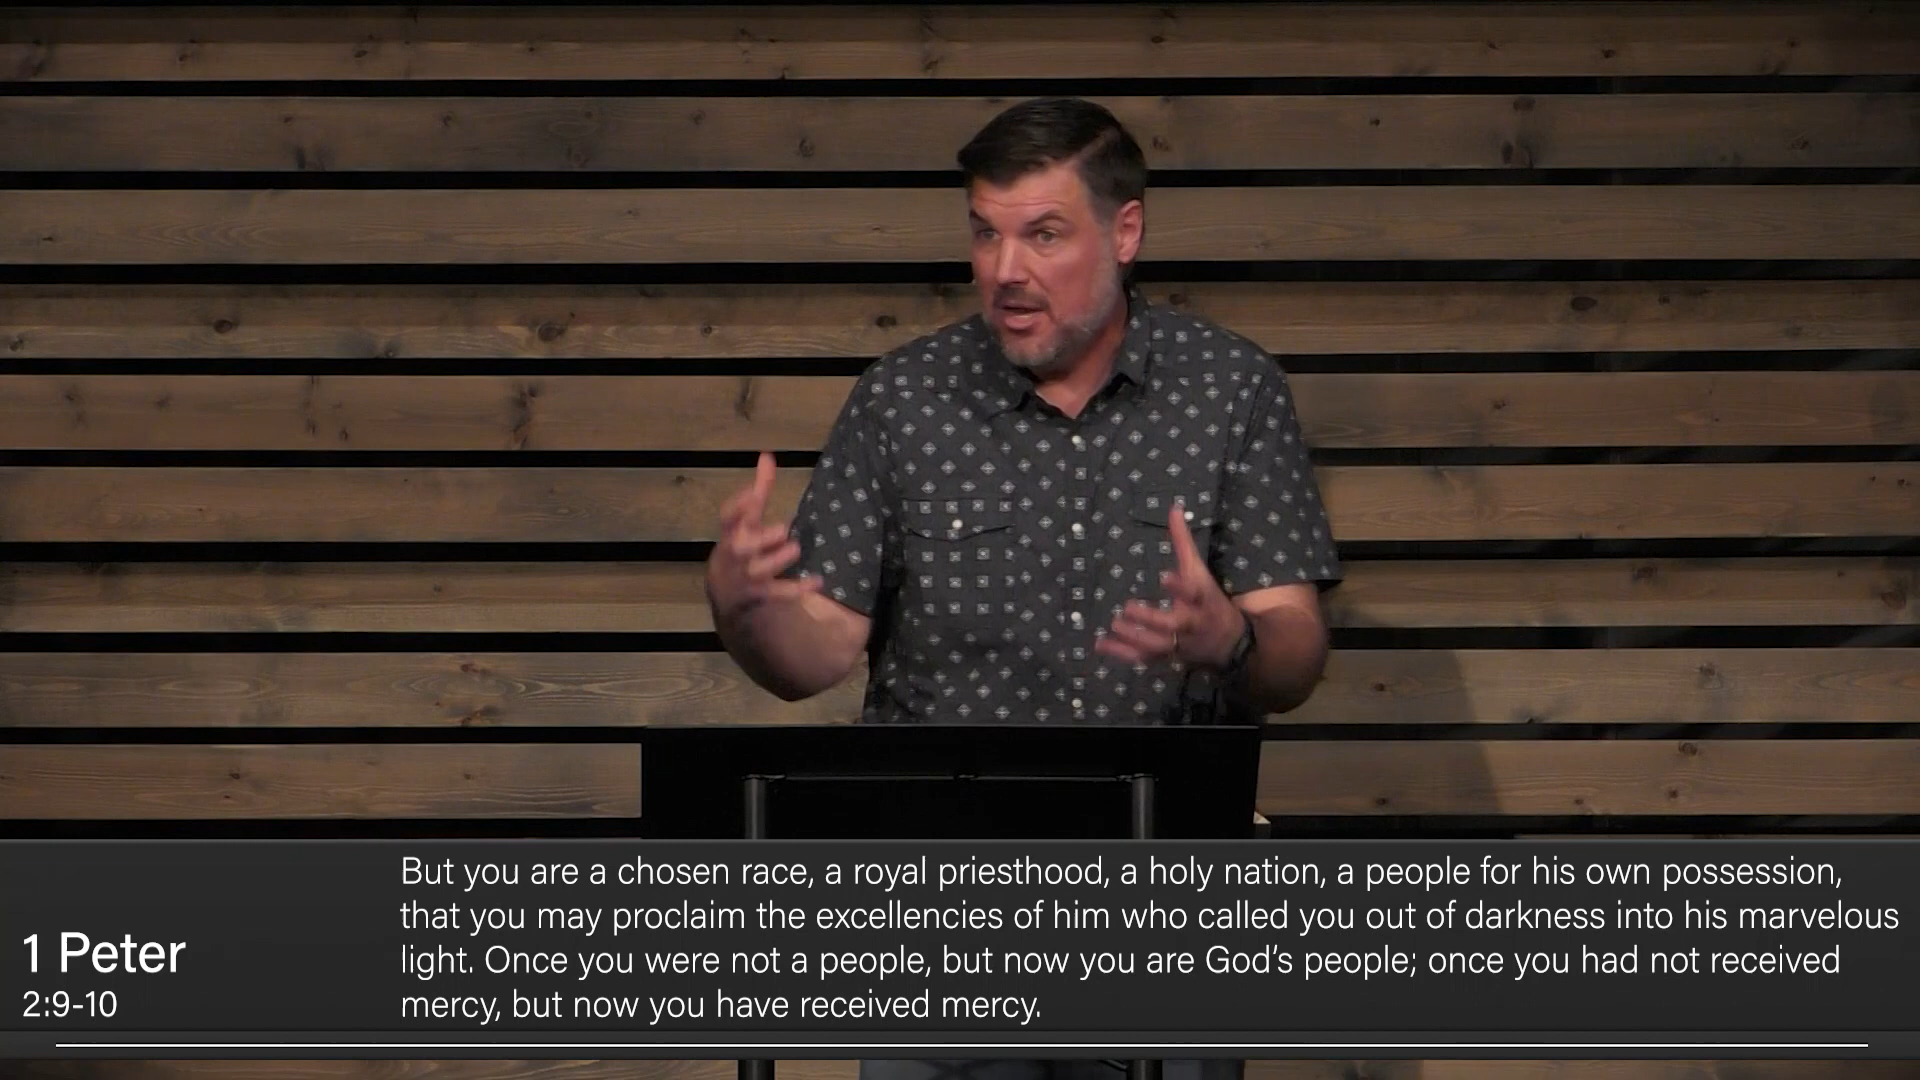 1 Peter
2:9-10
But you are a chosen race, a royal priesthood, a holy nation, a people for his own possession,
that you may proclaim the excellencies of him who called you out of darkness into his marvelous
light. Once you were not a people, but now you are God’s people; once you had not received
mercy, but now you have received mercy.